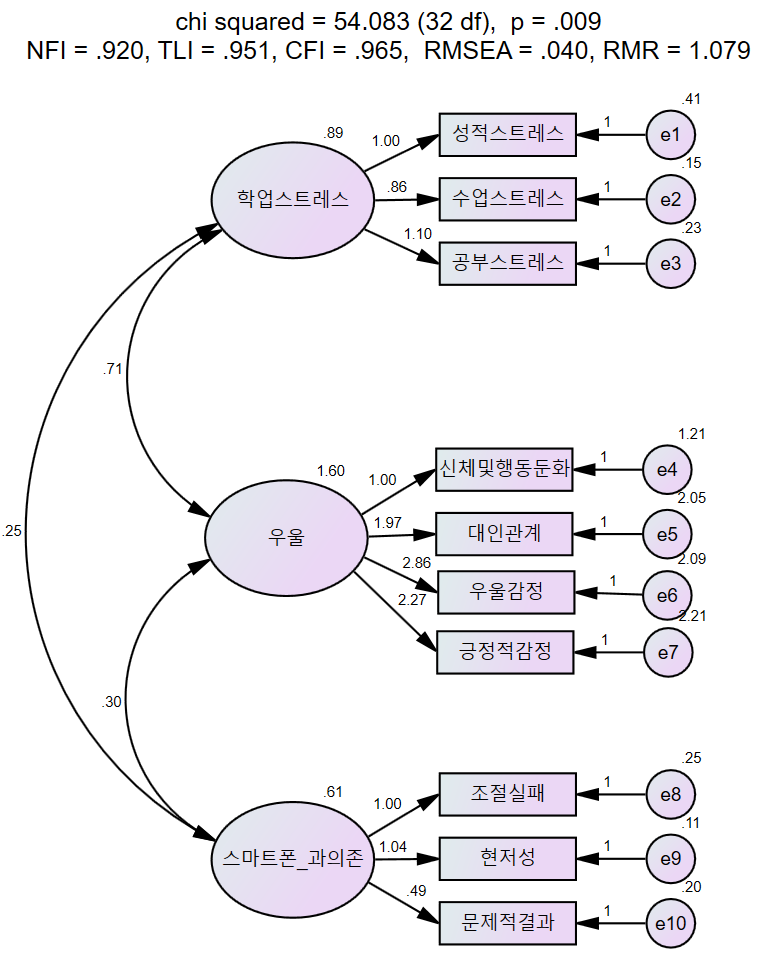 chi squared = 54.083 (32 df), p = .009
NFI = .920, TLI = .951, CFI = .965, RMSEA = .040, RMR = 1.079
.41
.89
1.00
성적스트레스
1
e1
.15
학업스트레스
.86
수업스트레스
1
e2
.23
1.10
공부스트레스
1
e3
.71
1.21
1.60
1.00
신체및행동둔화
1
e4
2.05
.25
우울
1.97
대인관계
1
e5
2.09
2.86
우울감정
1
e6
2.21
2.27
긍정적감정
1
e7
.30
.25
.61
1.00
조절실패
1
e8
.11
스마트폰_과의존
1.04
현저성
1
e9
.20
.49
문제적결과
1
e10